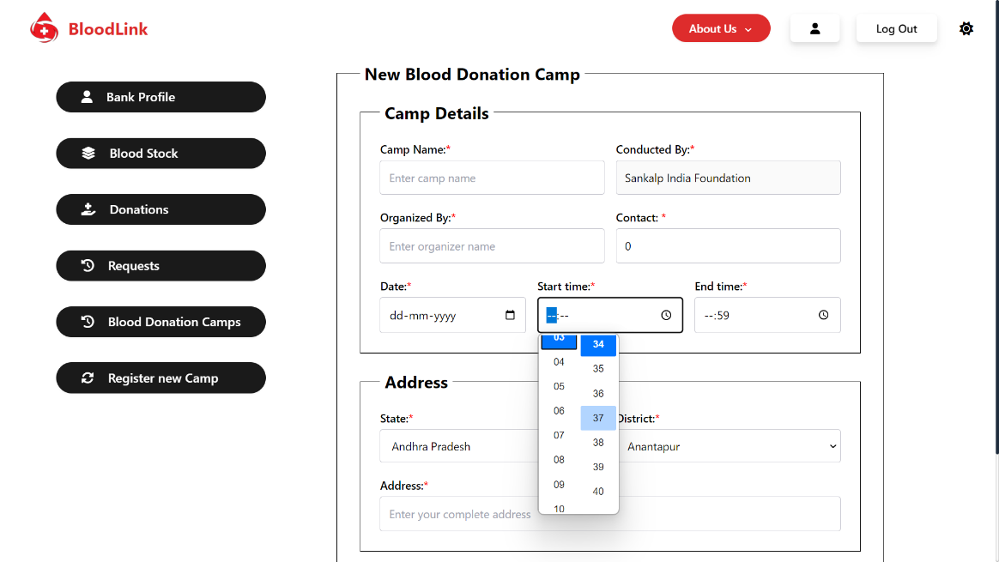 BloodLink
About Us
Log Out
Bank Profile
Blood Stock
Donations
Requests
Blood Donation Camps
Register new Camp
New Blood Donation Camp
Camp Details
Camp Name:* Conducted By:*
Enter camp name Sankalp India Foundation
Organized By:* Contact: *
Enter organizer name 0
Date:* Start time:* End time:*
dd-mm-yyyy --:-- --:59
03 34
04 35
05 36
06 37
07 38
08 39
09 40
10
Address
State:* District:*
Andhra Pradesh Anantapur
Address:*
Enter your complete address